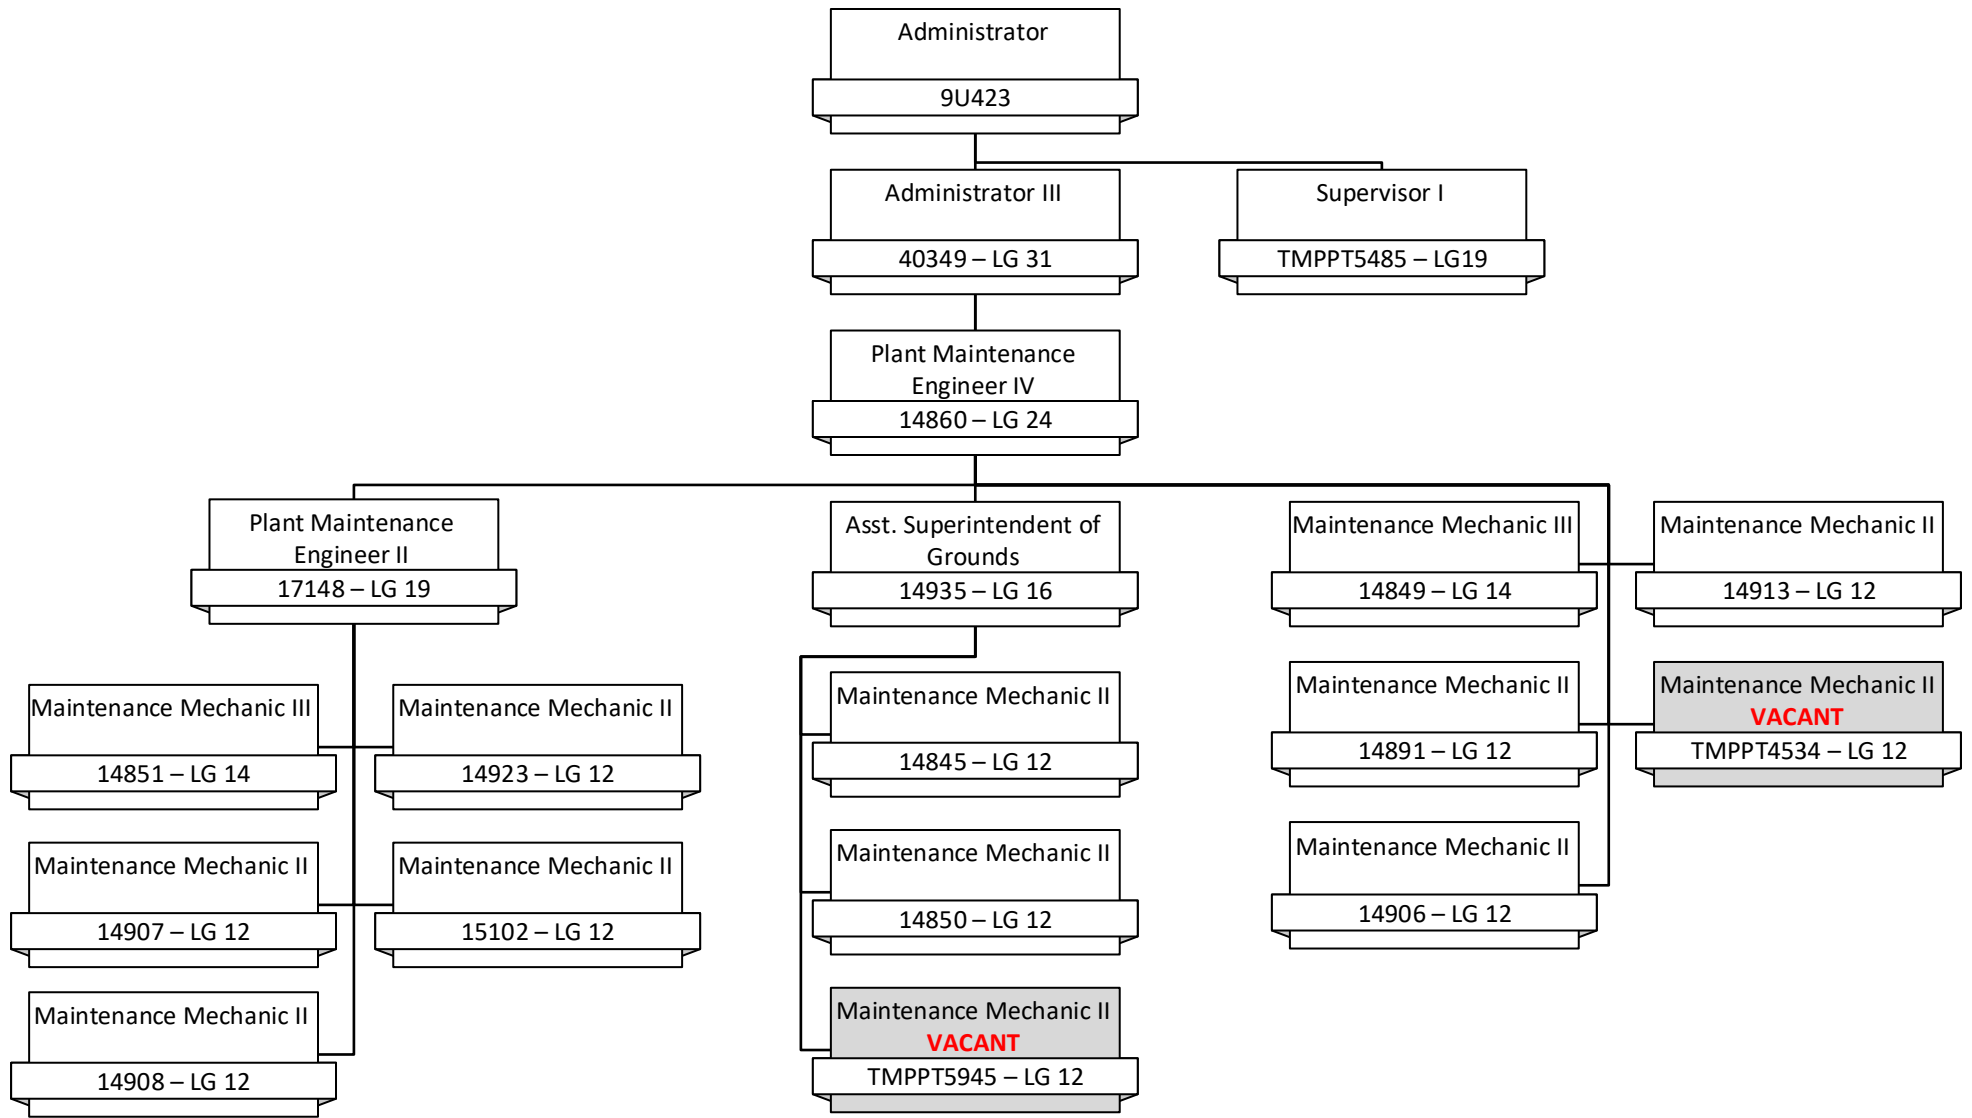 Administrator
9U423
Administrator III
40349 – LG 31
Supervisor I
TMPPT5485 – LG19
Plant Maintenance
Engineer IV
14860 – LG 24
Plant Maintenance
Engineer II
17148 – LG 19
Maintenance Mechanic III
14851 – LG 14
Maintenance Mechanic II
14923 – LG 12
Maintenance Mechanic II
14907 – LG 12
Maintenance Mechanic II
15102 – LG 12
Maintenance Mechanic II
14908 – LG 12
Asst. Superintendent of
Grounds
14935 – LG 16
Maintenance Mechanic II
14845 – LG 12
Maintenance Mechanic II
14850 – LG 12
Maintenance Mechanic II
VACANT
TMPPT5945 – LG 12
Maintenance Mechanic III
14849 – LG 14
Maintenance Mechanic II
14913 – LG 12
Maintenance Mechanic II
14891 – LG 12
Maintenance Mechanic II
VACANT
TMPPT4534 – LG 12
Maintenance Mechanic II
14906 – LG 12